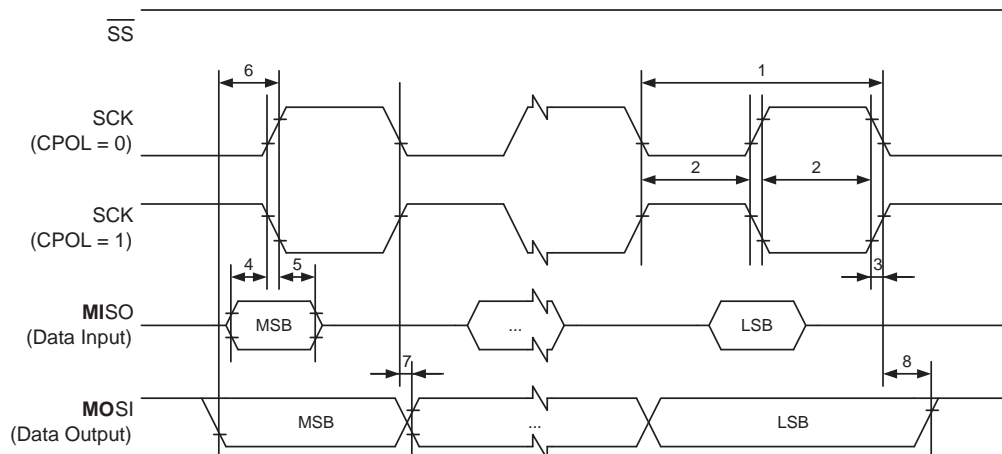 SS
6
1
SCK
(CPOL = 0)
2
2
SCK
(CPOL = 1)
4
5
3
MISO
(Data Input)
MSB
...
LSB
7
8
MOSI
(Data Output)
MSB
...
LSB